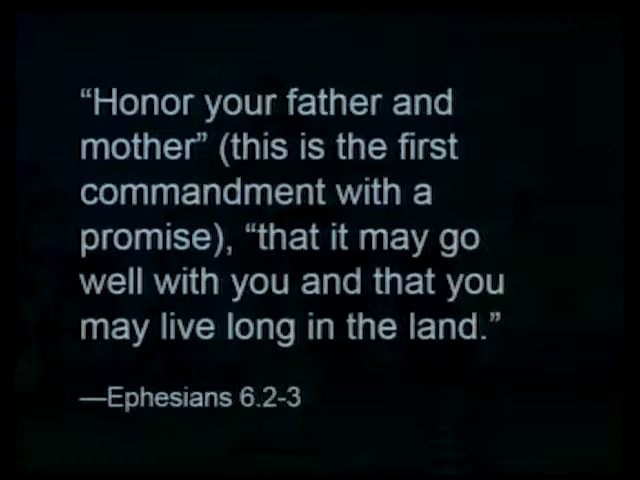 “Honor your father and
mother” (this is the first
commandment with a
promise), “that it may go
well with you and that you
may live long in the land.”
—Ephesians 6.2-3